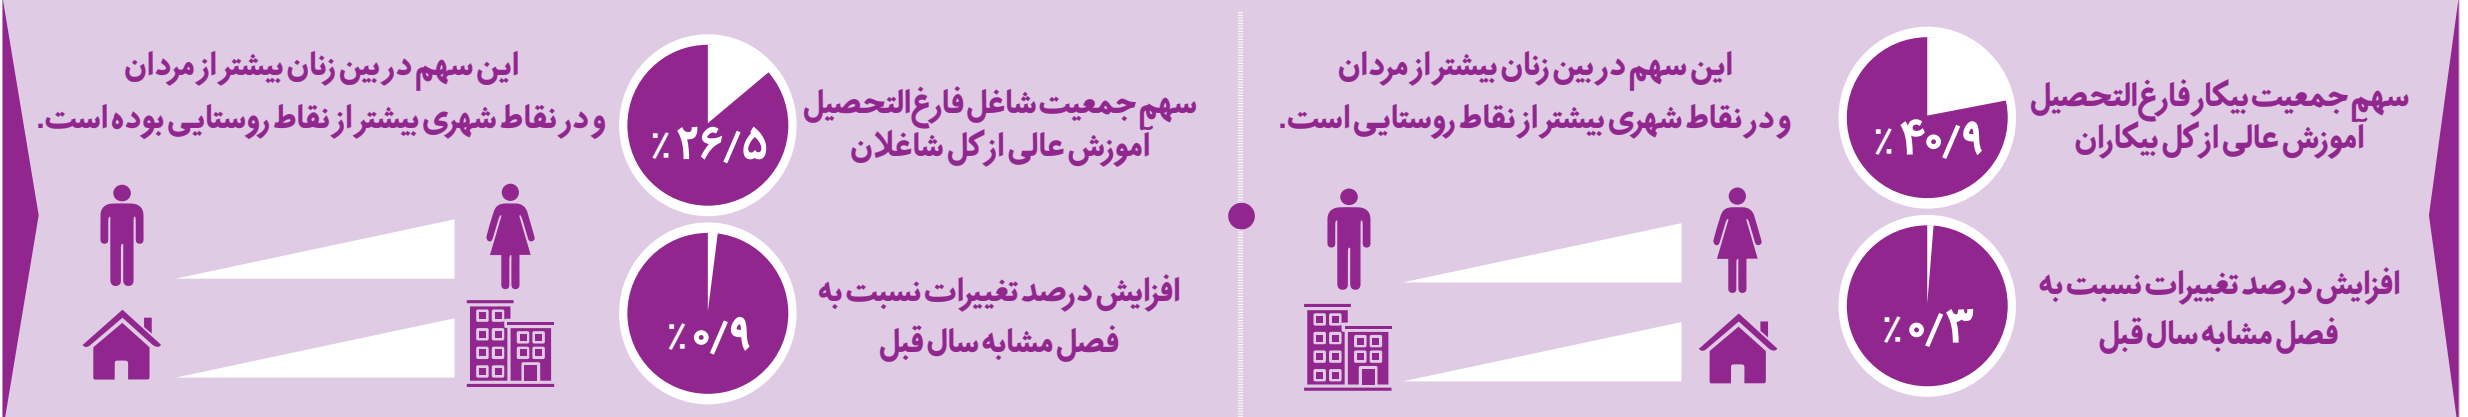 سهم جمعیت بیکار فارغ‌التحصیل
آموزش عالی از کل بیکاران
٪۴۰/۹
این سهم در بین زنان بیشتر از مردان
و در نقاط شهری بیشتر از نقاط روستایی است.
افزایش درصد تغییرات نسبت به
فصل مشابه سال قبل
٪۰/۳
سهم جمعیت شاغل فارغ‌التحصیل
آموزش عالی از کل شاغلان
٪۲۶/۵
این سهم در بین زنان بیشتر از مردان
و در نقاط شهری بیشتر از نقاط روستایی بوده است.
افزایش درصد تغییرات نسبت به
فصل مشابه سال قبل
٪۰/۹